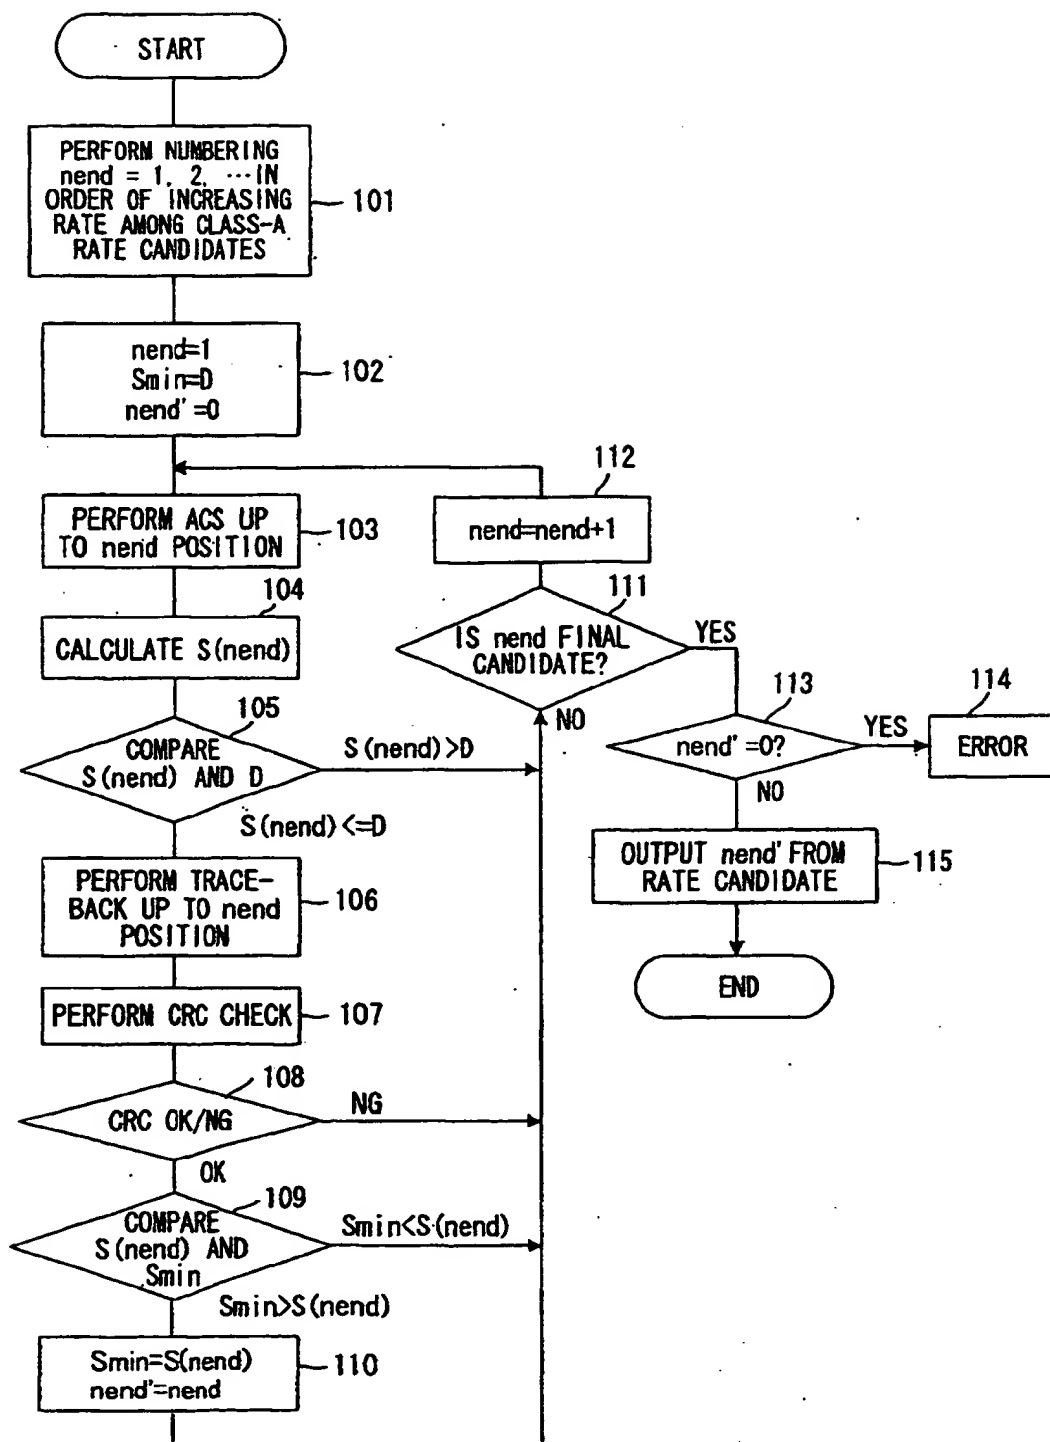 START
PERFORM NUMBERING
nend = 1, 2, ··· IN
ORDER OF INCREASING
RATE AMONG CLASS-A
RATE CANDIDATES
101
nend=1
Smin=D
nend'=0
102
112
nend=nend+1
PERFORM ACS UP
TO nend POSITION
103
104
CALCULATE S(nend)
111
IS nend FINAL
CANDIDATE?
YES
NO
105
COMPARE
S(nend) AND D
S(nend)>D
S(nend)<=D
113
nend'=0?
YES
NO
114
ERROR
PERFORM TRACE-
BACK UP TO nend
POSITION
106
OUTPUT nend' FROM
RATE CANDIDATE
115
END
PERFORM CRC CHECK
107
108
CRC OK/NG
NG
OK
109
COMPARE
S(nend) AND
Smin
Smin<S(nend)
Smin>S(nend)
Smin=S(nend)
nend'=nend
110